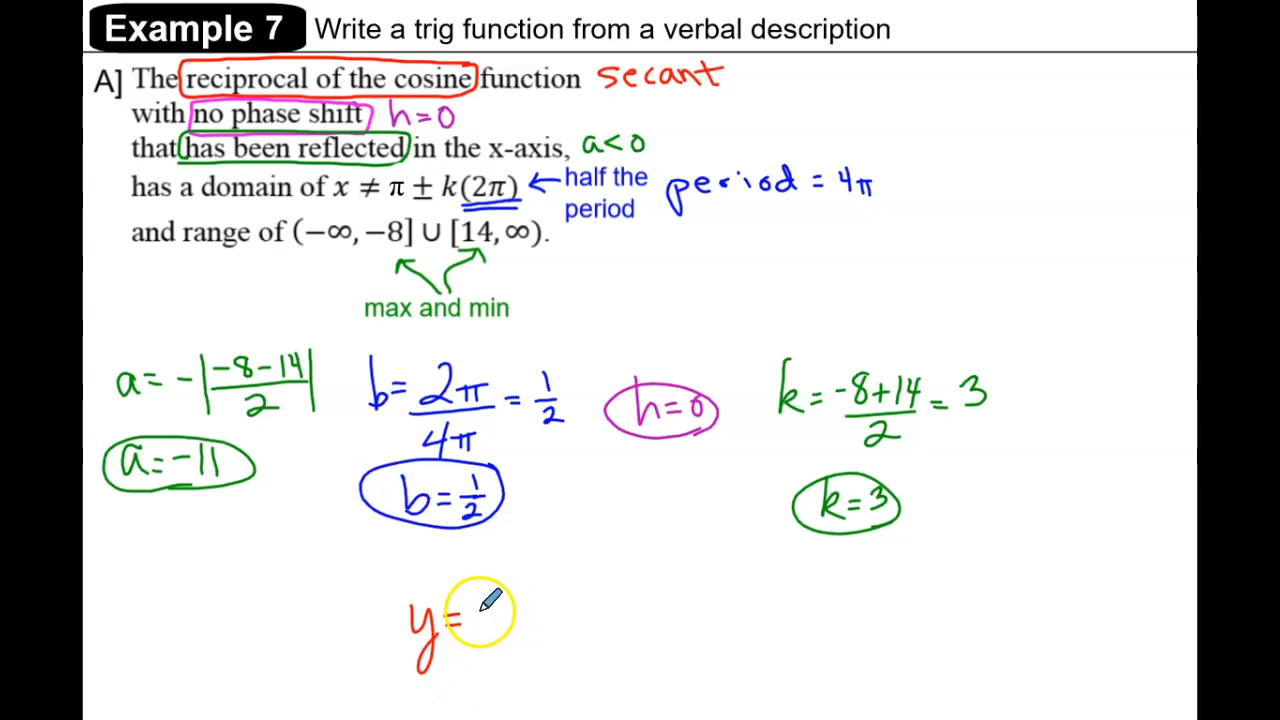 Example 7 Write a trig function from a verbal description
A] The reciprocal of the cosine function secant
with no phase shift h=0
that has been reflected in the x-axis, a<0
has a domain of x ≠ π ± k(2π) ← half the period period = 4π
and range of (−∞, −8] ∪ [14, ∞).
max and min
a = -|(-8-14)/2| b = 2π/4π = 1/2 h=0 k = (-8+14)/2 = 3
a = -11 b = 1/2 k = 3
y =